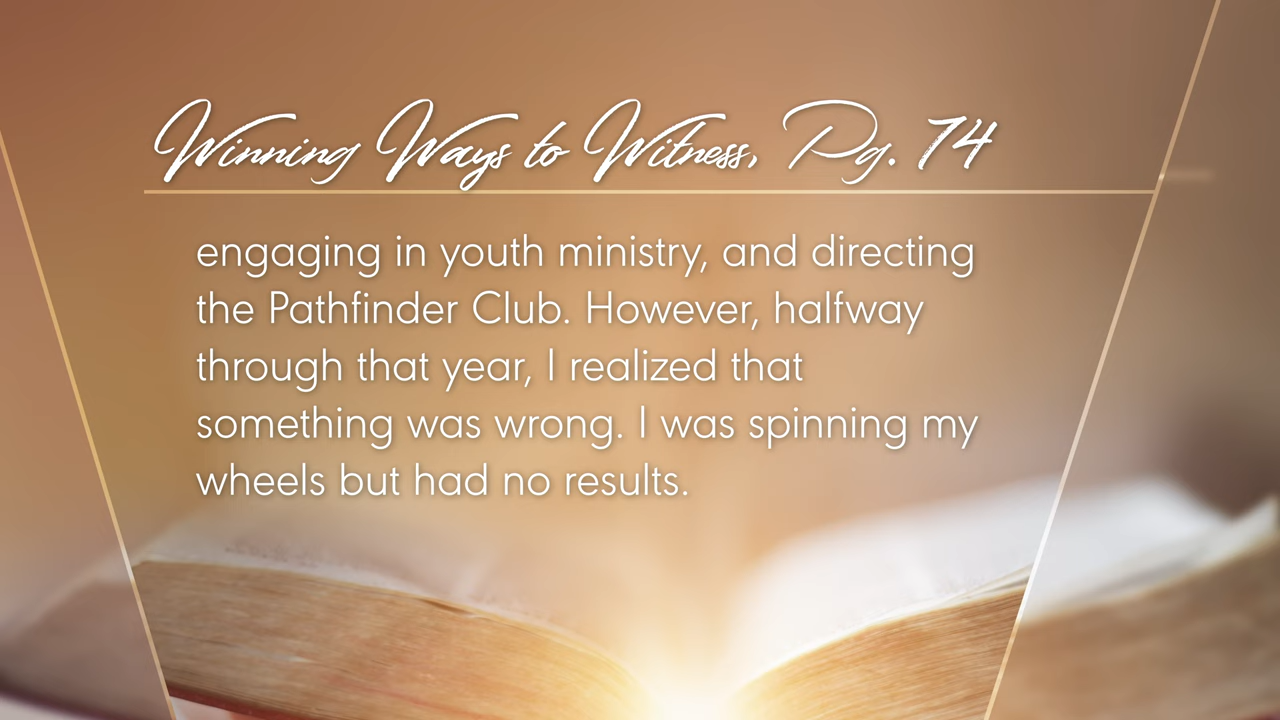 Winning Ways to Witness, Pg. 74
engaging in youth ministry, and directing
the Pathfinder Club. However, halfway
through that year, I realized that
something was wrong. I was spinning my
wheels but had no results.